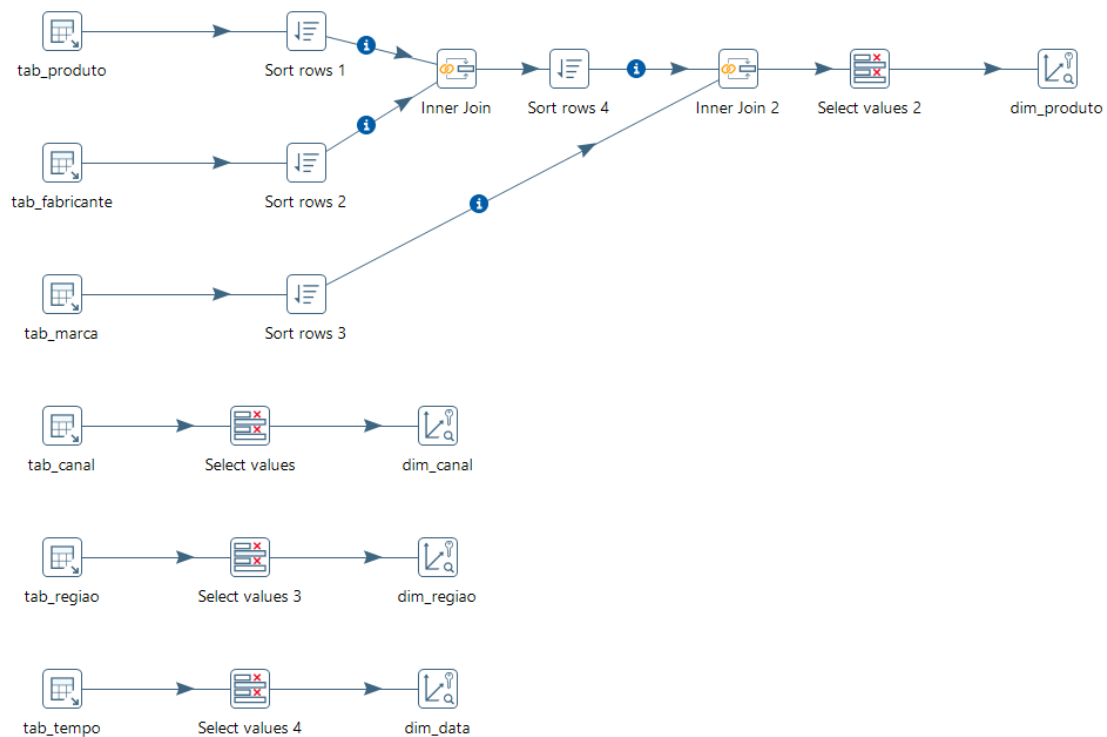 tab_produto
Sort rows 1
Inner Join
Sort rows 4
Inner Join 2
Select values 2
dim_produto
tab_fabricante
Sort rows 2
tab_marca
Sort rows 3
tab_canal
Select values
dim_canal
tab_regiao
Select values 3
dim_regiao
tab_tempo
Select values 4
dim_data